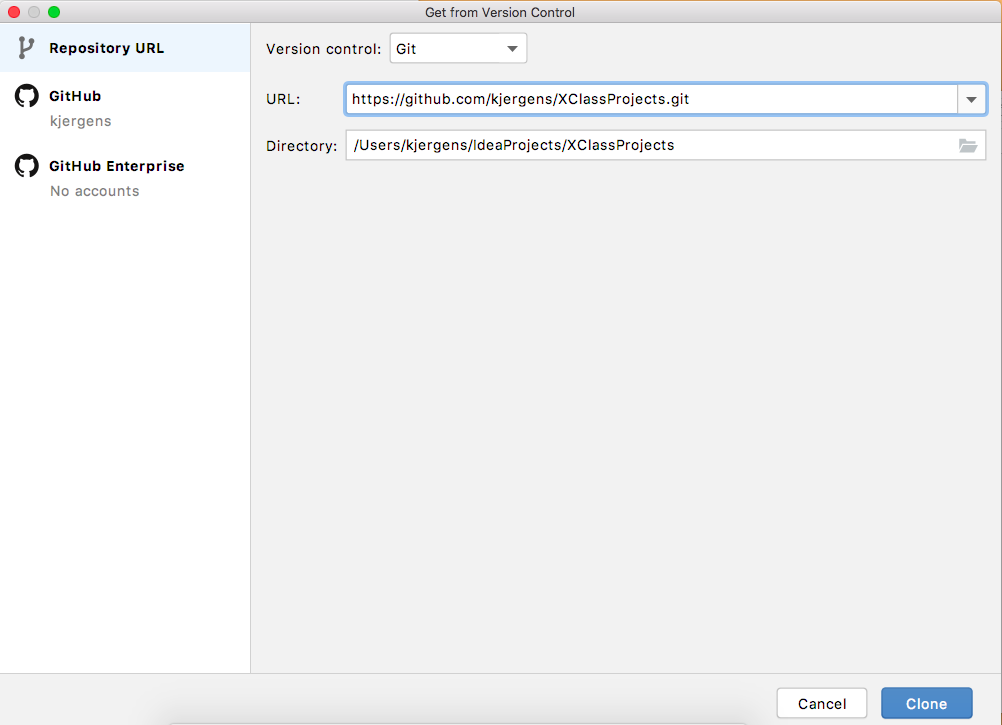 Get from Version Control
Repository URL
GitHub
kjergens
GitHub Enterprise
No accounts
Version control: Git
URL: https://github.com/kjergens/XClassProjects.git
Directory: /Users/kjergens/IdeaProjects/XClassProjects
Cancel Clone